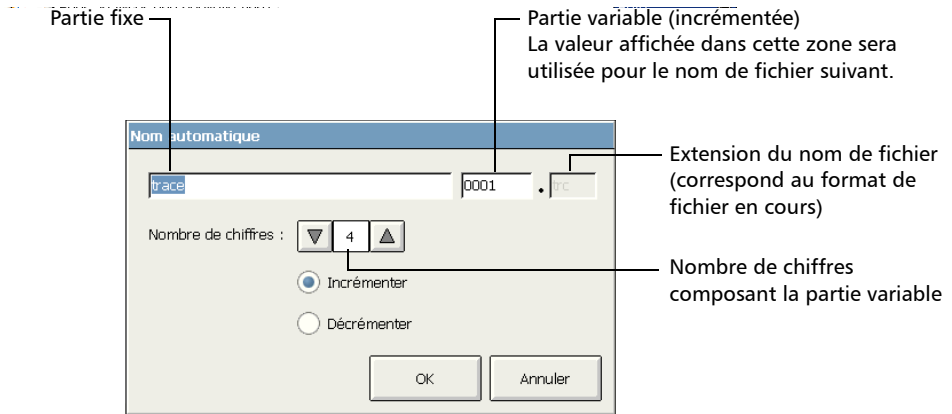 Partie fixe
Partie variable (incrémentée)
La valeur affichée dans cette zone sera
utilisée pour le nom de fichier suivant.
Nom automatique
trace 0001 . trc
Extension du nom de fichier
(correspond au format de
fichier en cours)
Nombre de chiffres : 4
Nombre de chiffres
composant la partie variable
Incrémenter
Décrémenter
OK Annuler